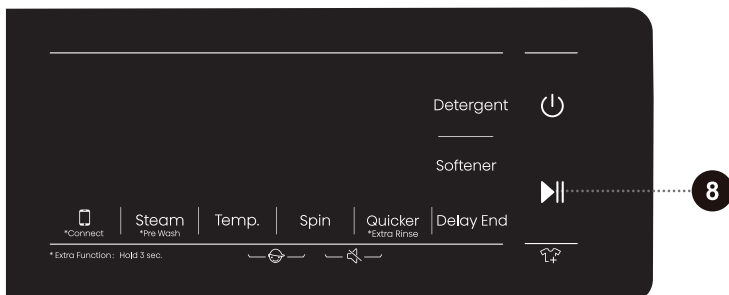 Detergent
Softener
8
Steam Temp. Spin Quicker Delay End
*Connect *Pre Wash *Extra Rinse
* Extra Function: Hold 3 sec.